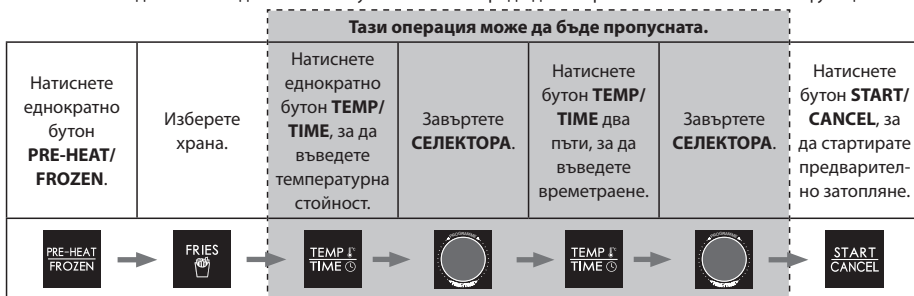 Тази операция може да бъде пропусната.
Натиснете
еднократно
бутон
PRE-HEAT/
FROZEN.
Изберете
храна.
Натиснете
еднократно
бутон TEMP/
TIME, за да
въведете
температурна
стойност.
Завъртете
СЕЛЕКТОРА.
Натиснете
бутон TEMP/
TIME два
пъти, за да
въведете
времетраене.
Завъртете
СЕЛЕКТОРА.
Натиснете
бутон START/
CANCEL, за
да стартирате
предварител-
но затопляне.
PRE-HEAT
FROZEN
FRIES
TEMP
TIME
PROGRAMME
TEMP
TIME
PROGRAMME
START
CANCEL